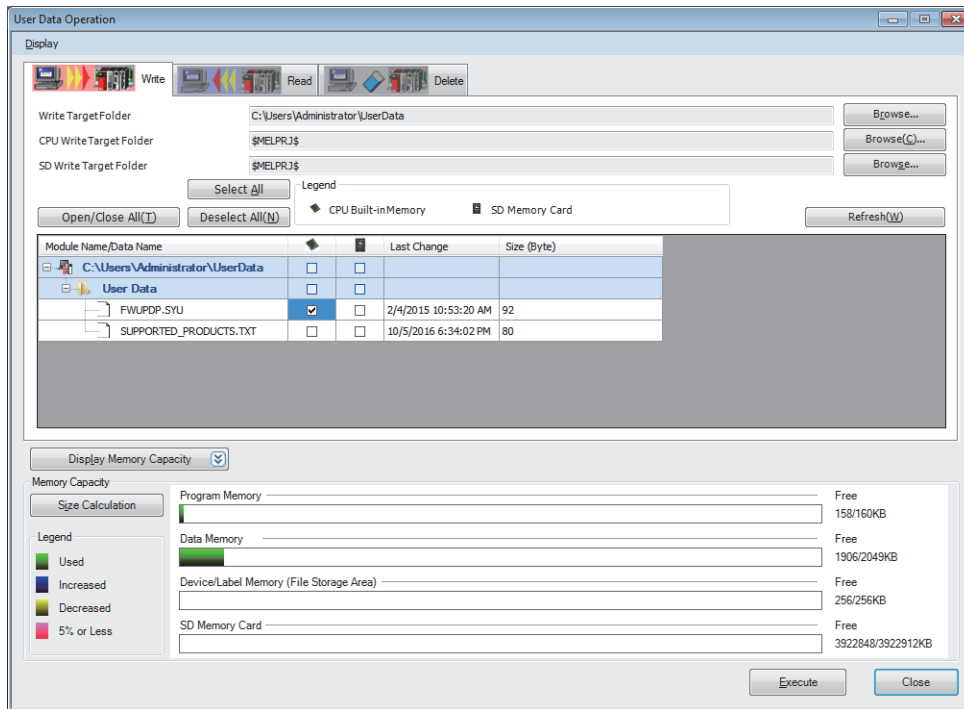 User Data Operation
Display
Write Read Delete
Write Target Folder C:\Users\Administrator\UserData Browse...
CPU Write Target Folder $MELPRJ$ Browse(C)...
SD Write Target Folder $MELPRJ$ Browse...
Select All Legend
Open/Close All(T) Deselect All(N) CPU Built-in Memory SD Memory Card Refresh(W)
Module Name/Data Name Last Change Size (Byte)
C:\Users\Administrator\UserData
User Data
FWUPDP.SYU 2/4/2015 10:53:20 AM 92
SUPPORTED_PRODUCTS.TXT 10/5/2016 6:34:02 PM 80
Display Memory Capacity
Memory Capacity
Size Calculation
Legend
Used
Increased
Decreased
5% or Less
Program Memory Free
158/160KB
Data Memory Free
1906/2049KB
Device/Label Memory (File Storage Area) Free
256/256KB
SD Memory Card Free
3922848/3922912KB
Execute Close